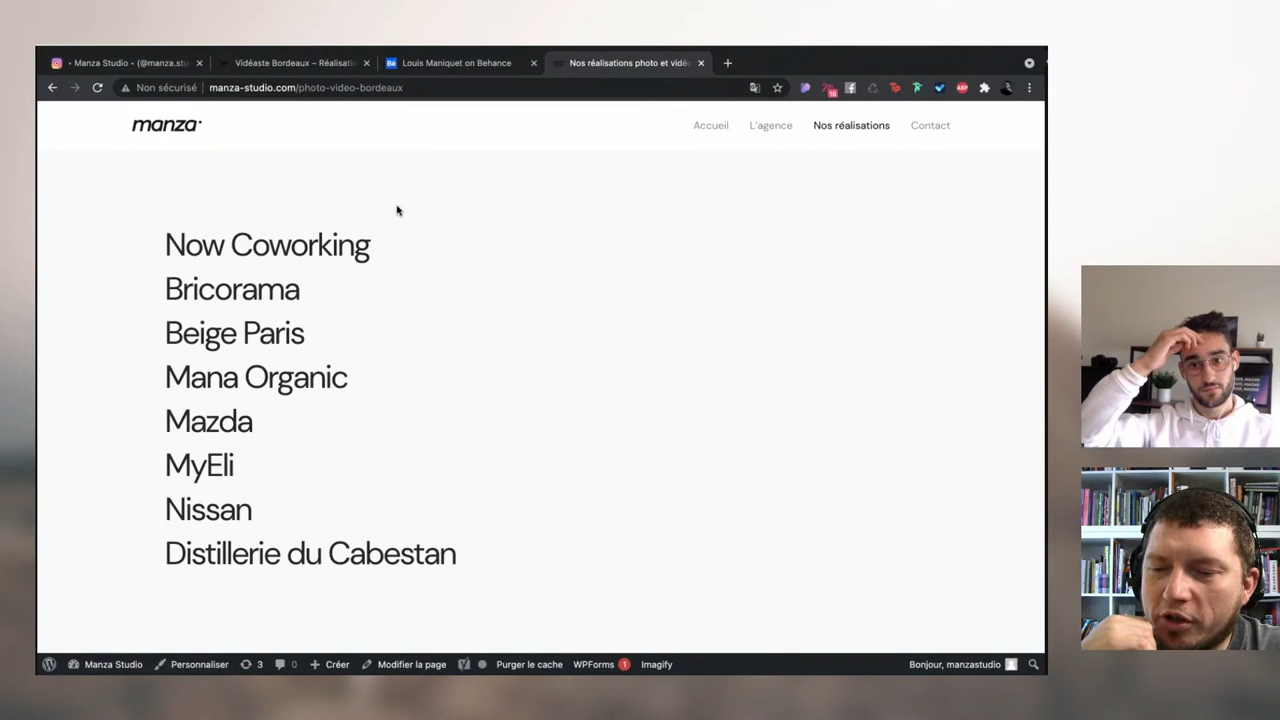 • Manza Studio • (@manza.stu
Vidéaste Bordeaux – Réalisatio
Bē Louis Maniquet on Behance
Nos réalisations photo et vidéo
Non sécurisé manza-studio.com/photo-video-bordeaux
manza
Accueil L'agence Nos réalisations Contact
Now Coworking
Bricorama
Beige Paris
Mana Organic
Mazda
MyEli
Nissan
Distillerie du Cabestan
Manza Studio Personnaliser 3 0 Créer Modifier la page Purger le cache WPForms 1 Imagify Bonjour, manzastudio